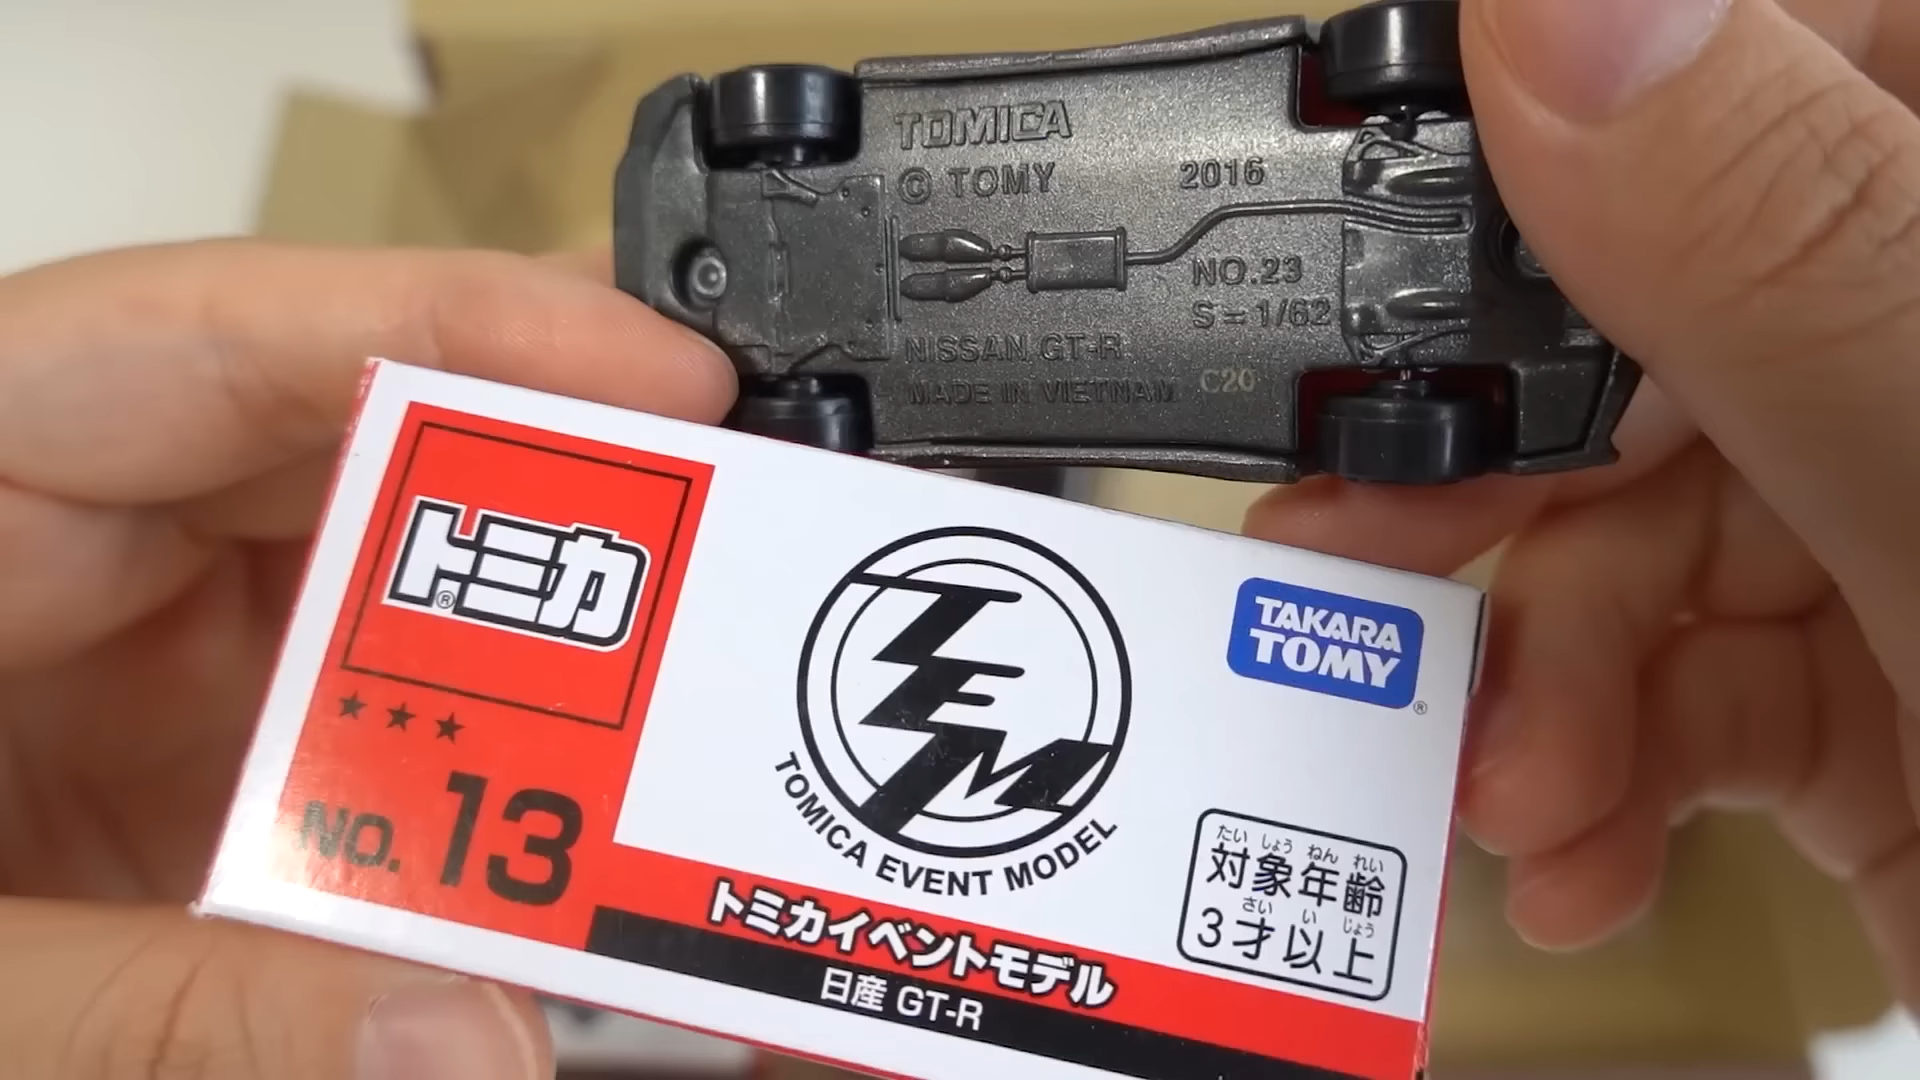 TOMICA
© TOMY 2016
NO.23
S=1/62
NISSAN GT-R
MADE IN VIETNAM C20
トミカ®
★★★
NO. 13
TEM
TOMICA EVENT MODEL
TAKARA
TOMY®
たいしょうねんれい
対象年齢
さいいじょう
3才以上
トミカイベントモデル
日産 GT-R